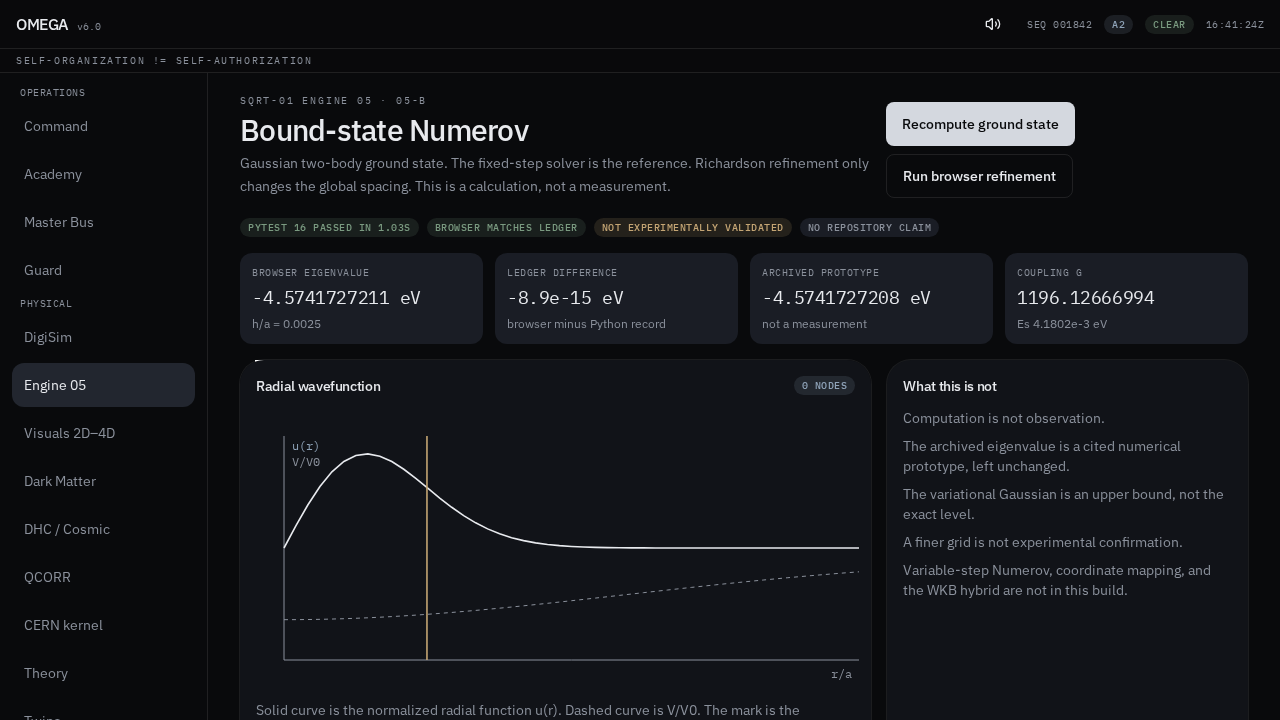 OMEGA v6.0
SEQ 001842 A2 CLEAR 16:41:24Z
SELF-ORGANIZATION != SELF-AUTHORIZATION
OPERATIONS
Command
Academy
Master Bus
Guard
PHYSICAL
DigiSim
Engine 05
Visuals 2D–4D
Dark Matter
DHC / Cosmic
QCORR
CERN kernel
Theory
SQRT-01 ENGINE 05 · 05-B
Bound-state Numerov
Gaussian two-body ground state. The fixed-step solver is the reference. Richardson refinement only
changes the global spacing. This is a calculation, not a measurement.
Recompute ground state
Run browser refinement
PYTEST 16 PASSED IN 1.03S BROWSER MATCHES LEDGER NOT EXPERIMENTALLY VALIDATED NO REPOSITORY CLAIM
BROWSER EIGENVALUE
-4.5741727211 eV
h/a = 0.0025
LEDGER DIFFERENCE
-8.9e-15 eV
browser minus Python record
ARCHIVED PROTOTYPE
-4.5741727208 eV
not a measurement
COUPLING G
1196.12666994
Es 4.1802e-3 eV
Radial wavefunction
0 NODES
u(r)
V/V0
r/a
Solid curve is the normalized radial function u(r). Dashed curve is V/V0. The mark is the
What this is not
Computation is not observation.
The archived eigenvalue is a cited numerical
prototype, left unchanged.
The variational Gaussian is an upper bound, not the
exact level.
A finer grid is not experimental confirmation.
Variable-step Numerov, coordinate mapping, and
the WKB hybrid are not in this build.